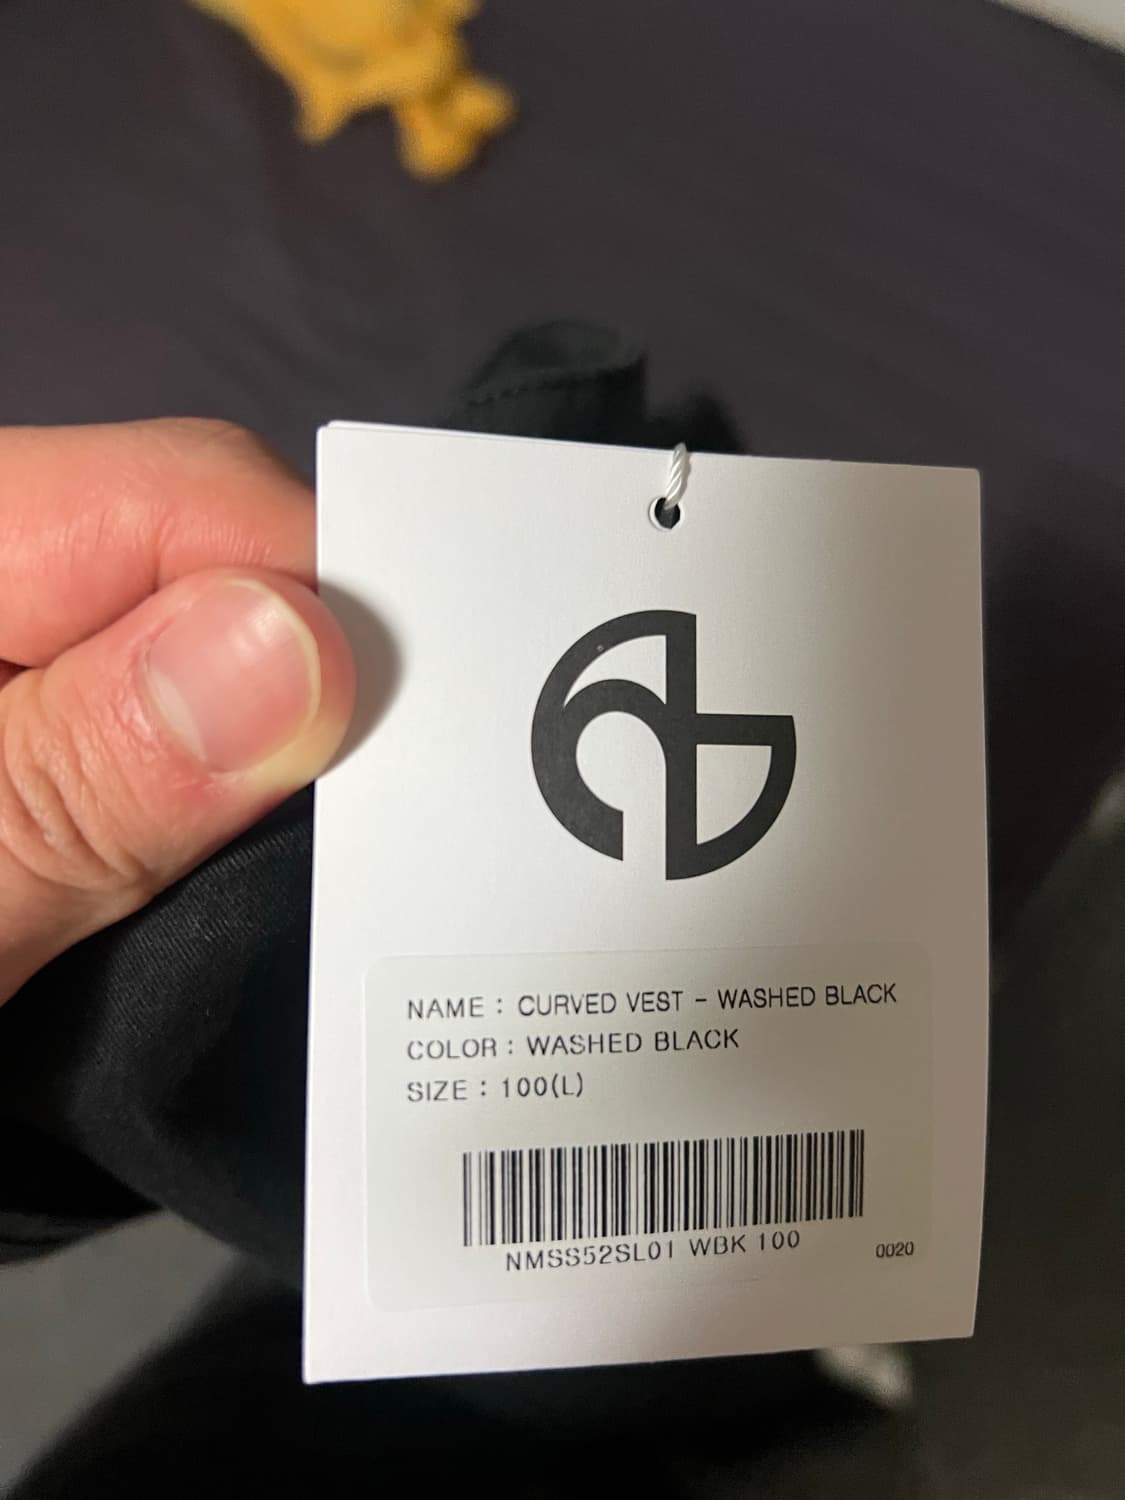 NAME : CURVED VEST - WASHED BLACK
COLOR : WASHED BLACK
SIZE : 100(L)
NMSS52SL01 WBK 100
0020